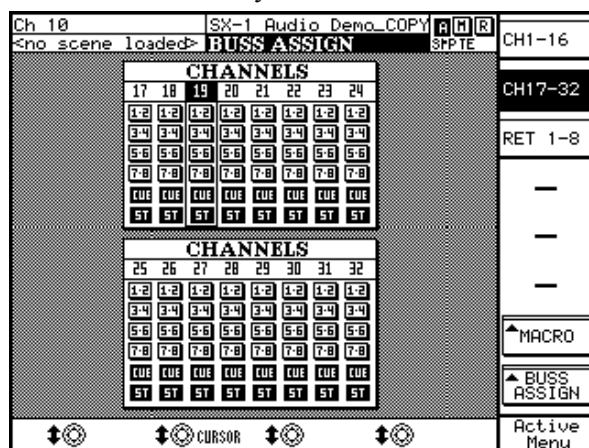 Ch 10 SX-1 Audio Demo_COPY A M R
<no scene loaded> BUSS ASSIGN SMPTE
CH1-16
CH17-32
RET 1-8
CHANNELS
17 18 19 20 21 22 23 24
1-2 1-2 1-2 1-2 1-2 1-2 1-2 1-2
3-4 3-4 3-4 3-4 3-4 3-4 3-4 3-4
5-6 5-6 5-6 5-6 5-6 5-6 5-6 5-6
7-8 7-8 7-8 7-8 7-8 7-8 7-8 7-8
CUE CUE CUE CUE CUE CUE CUE CUE
ST ST ST ST ST ST ST ST
CHANNELS
25 26 27 28 29 30 31 32
1-2 1-2 1-2 1-2 1-2 1-2 1-2 1-2
3-4 3-4 3-4 3-4 3-4 3-4 3-4 3-4
5-6 5-6 5-6 5-6 5-6 5-6 5-6 5-6
7-8 7-8 7-8 7-8 7-8 7-8 7-8 7-8
CUE CUE CUE CUE CUE CUE CUE CUE
ST ST ST ST ST ST ST ST
MACRO
BUSS
ASSIGN
CURSOR
Active
Menu